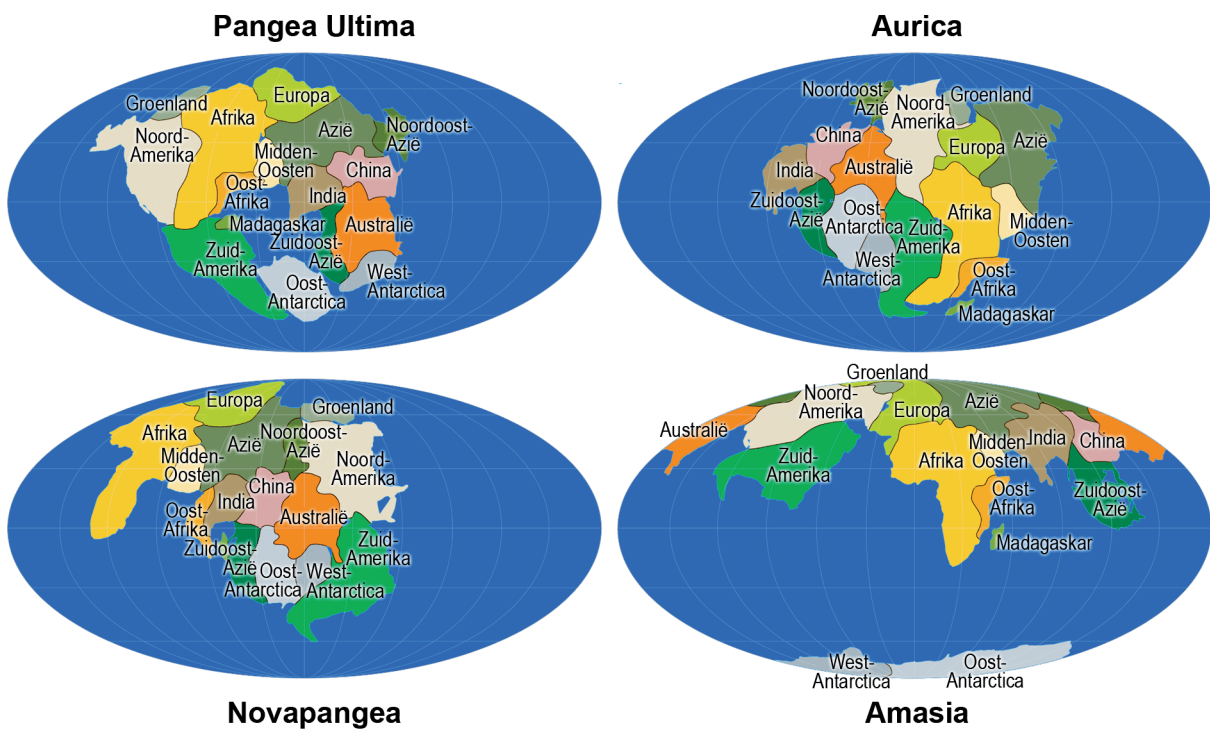 Pangea Ultima
Groenland
Afrika
Europa
Noord-
Amerika
Azië
Noordoost-
Azië
Midden-
Oosten
China
Oost-
Afrika
India
Madagaskar
Australië
Zuidoost-
Azië
Zuid-
Amerika
Oost-
Antarctica
West-
Antarctica
Aurica
Noordoost-
Azië
Noord-
Amerika
Groenland
China
Europa
Azië
India
Australië
Zuidoost-
Azië
Oost-
Antarctica
Zuid-
Amerika
Afrika
Midden-
Oosten
West-
Antarctica
Oost-
Afrika
Madagaskar
Europa
Groenland
Afrika
Azië
Noordoost-
Azië
Midden-
Oosten
Noord-
Amerika
China
India
Oost-
Afrika
Australië
Zuidoost-
Azië
Zuid-
Amerika
Oost-
Antarctica
West-
Antarctica
Novapangea
Groenland
Noord-
Amerika
Europa
Azië
Australië
Zuid-
Amerika
Afrika
Midden-
Oosten
India
China
Oost-
Afrika
Zuidoost-
Azië
Madagaskar
West-
Antarctica
Oost-
Antarctica
Amasia